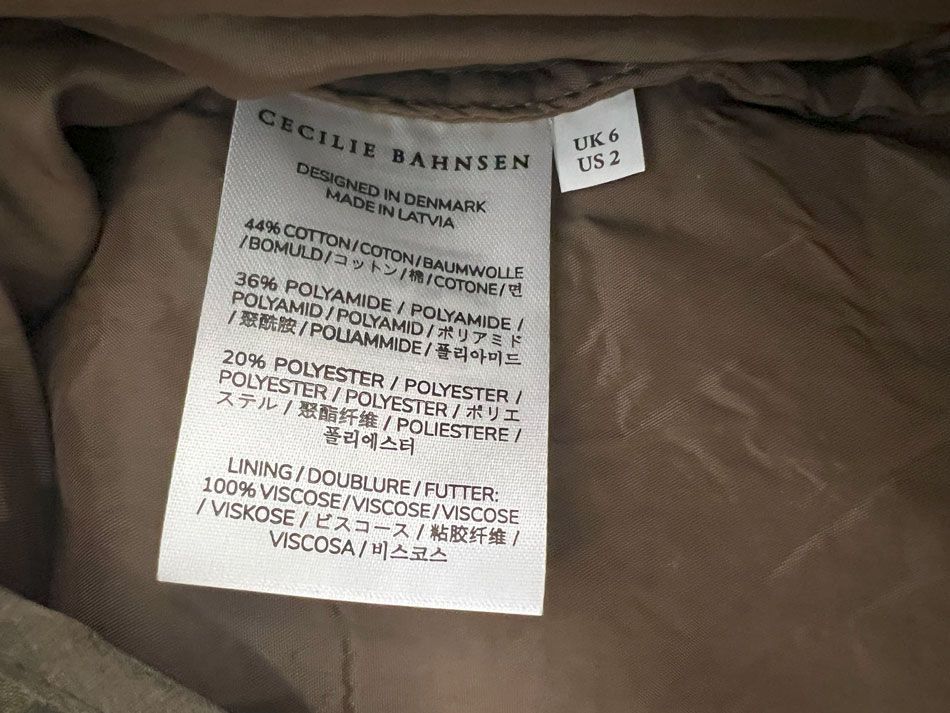 CECILIE BAHNSEN
DESIGNED IN DENMARK
MADE IN LATVIA
44% COTTON/COTON/BAUMWOLLE
/BOMULD/コットン/棉/COTONE/면
36% POLYAMIDE / POLYAMIDE /
POLYAMID/POLYAMID/ポリアミド
/聚酰胺/POLIAMMIDE/폴리아미드
20% POLYESTER / POLYESTER /
POLYESTER / POLYESTER / ポリエ
ステル / 聚酯纤维 / POLIESTERE /
폴리에스터
LINING/DOUBLURE/FUTTER:
100% VISCOSE/VISCOSE/VISCOSE
/ VISKOSE / ビスコース / 粘胶纤维 /
VISCOSA / 비스코스
UK 6
US 2